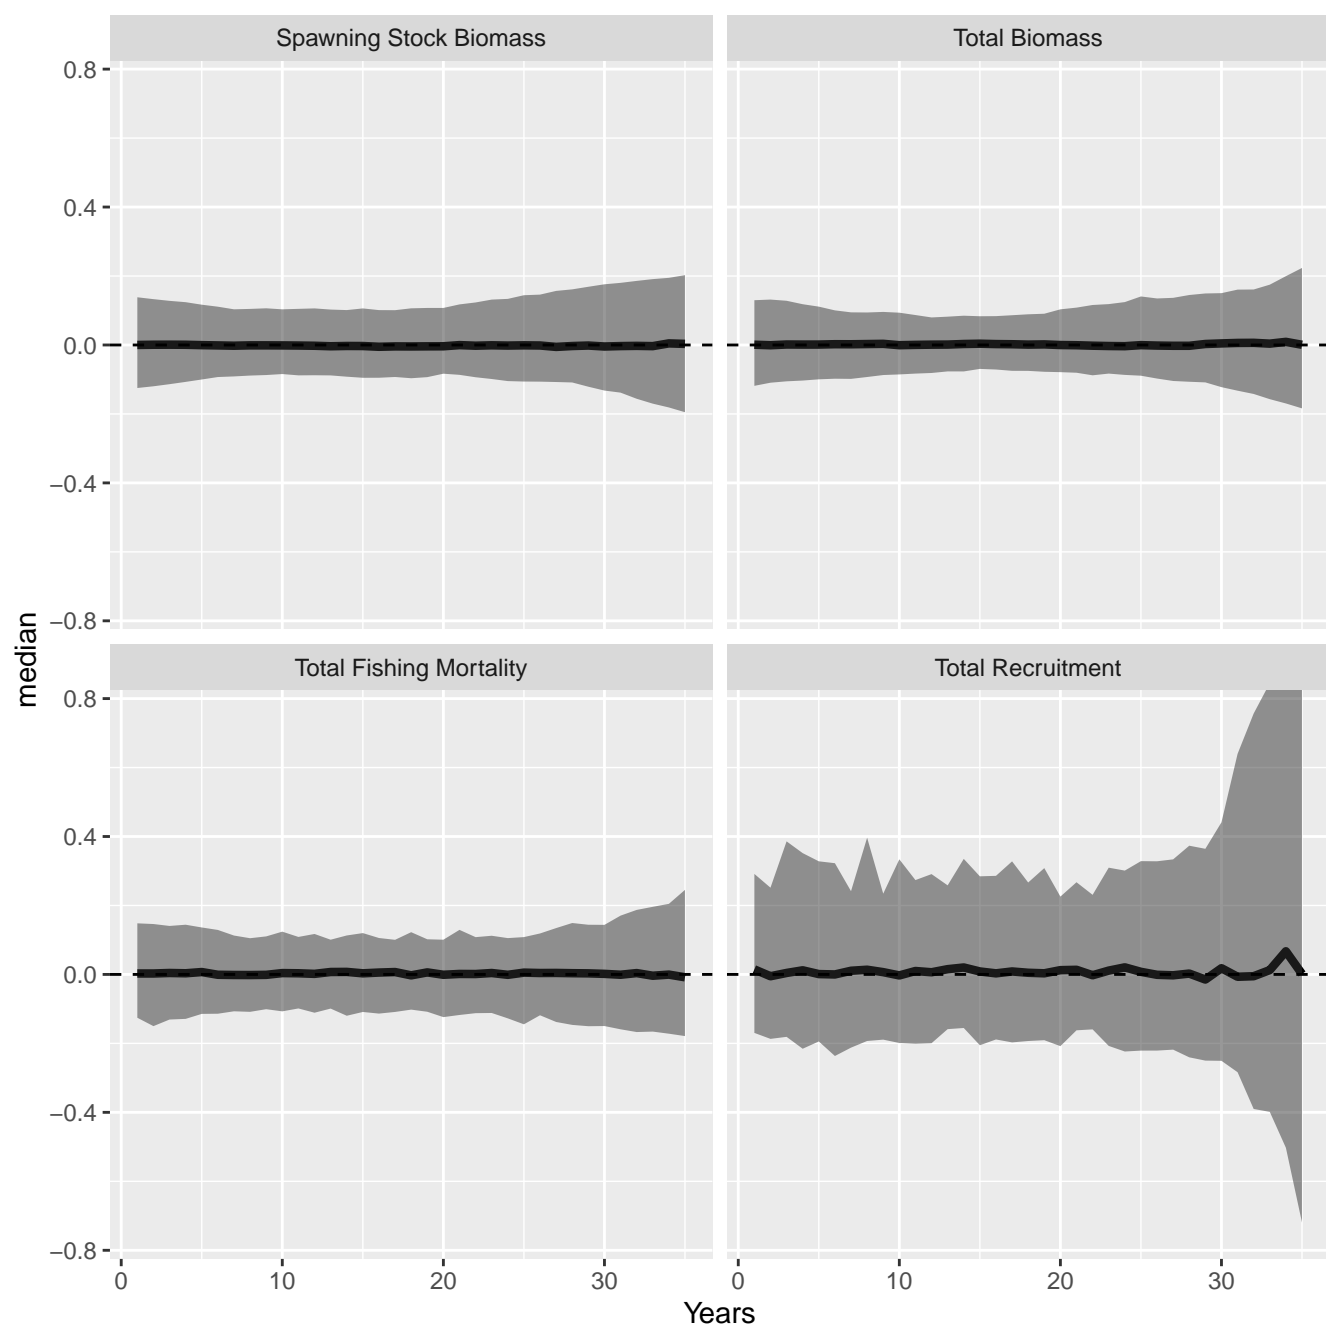 Spawning Stock Biomass
Total Biomass
0.8
0.4
0.0
−0.4
−0.8
Total Fishing Mortality
Total Recruitment
0.8
0.4
0.0
−0.4
−0.8
median
0 10 20 30
0 10 20 30
Years